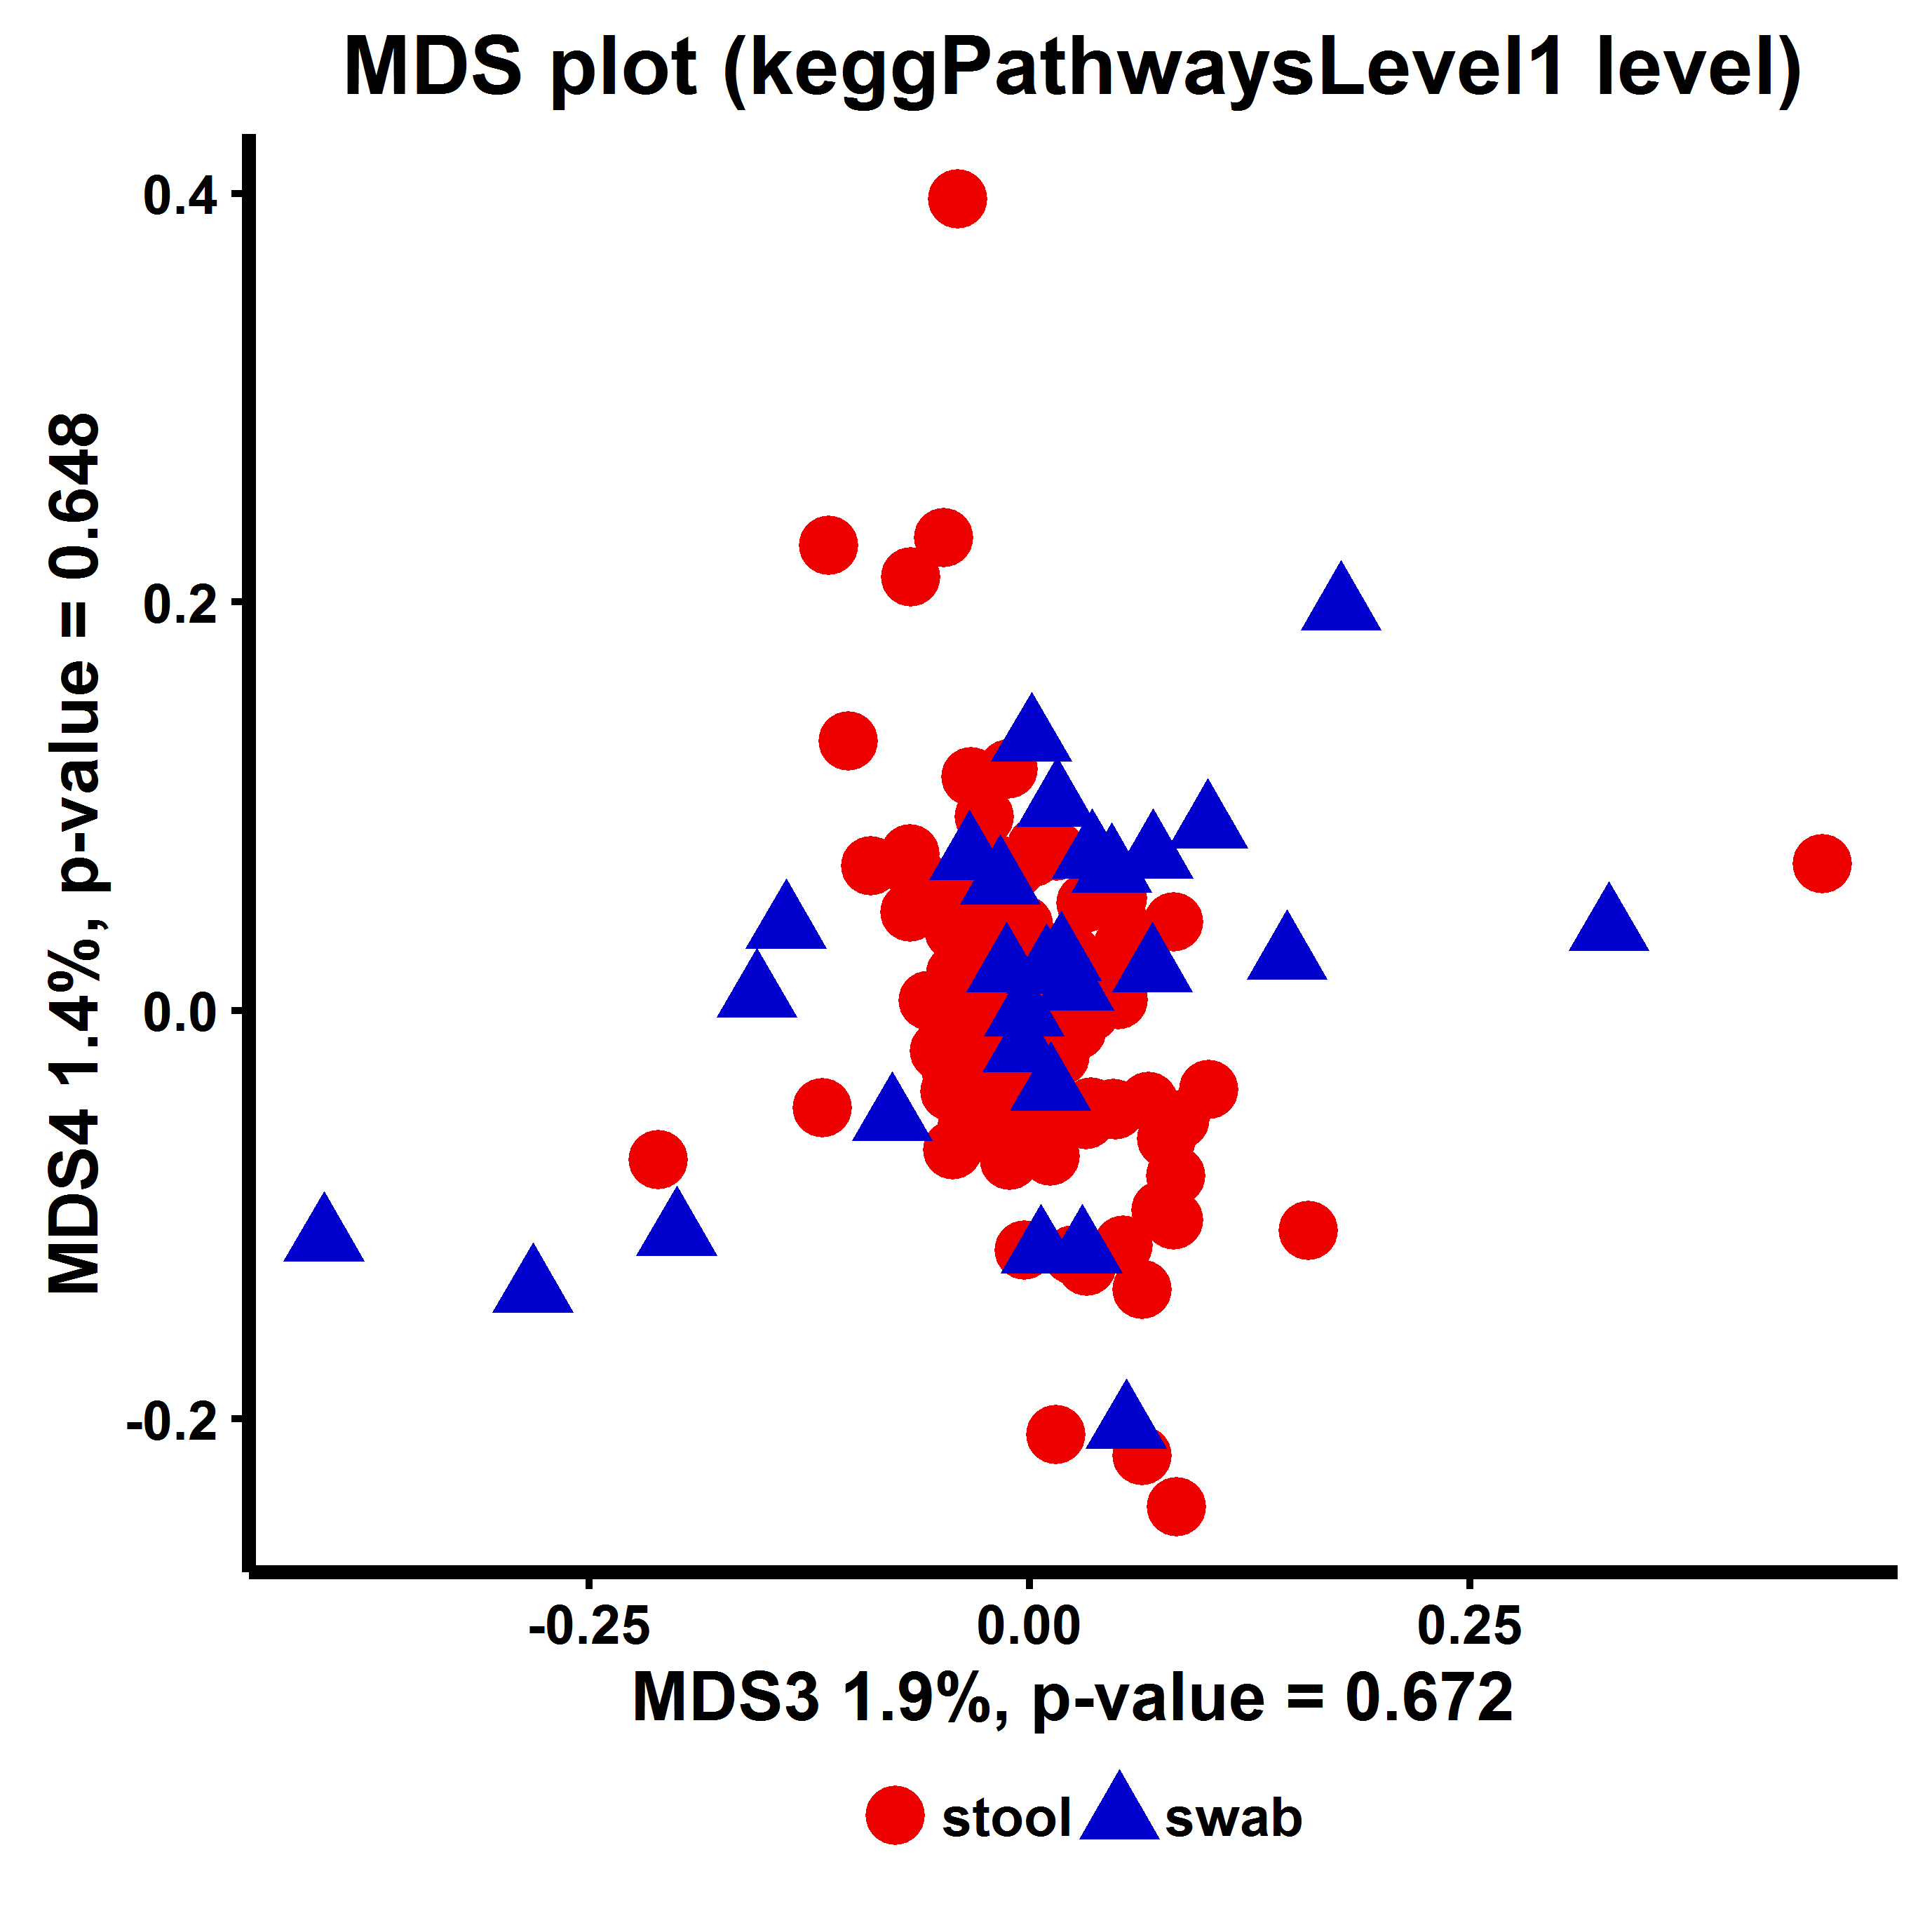 MDS plot (keggPathwaysLevel1 level)
MDS4 1.4%, p-value = 0.648
0.4
0.2
0.0
-0.2
-0.25 0.00 0.25
MDS3 1.9%, p-value = 0.672
stool swab